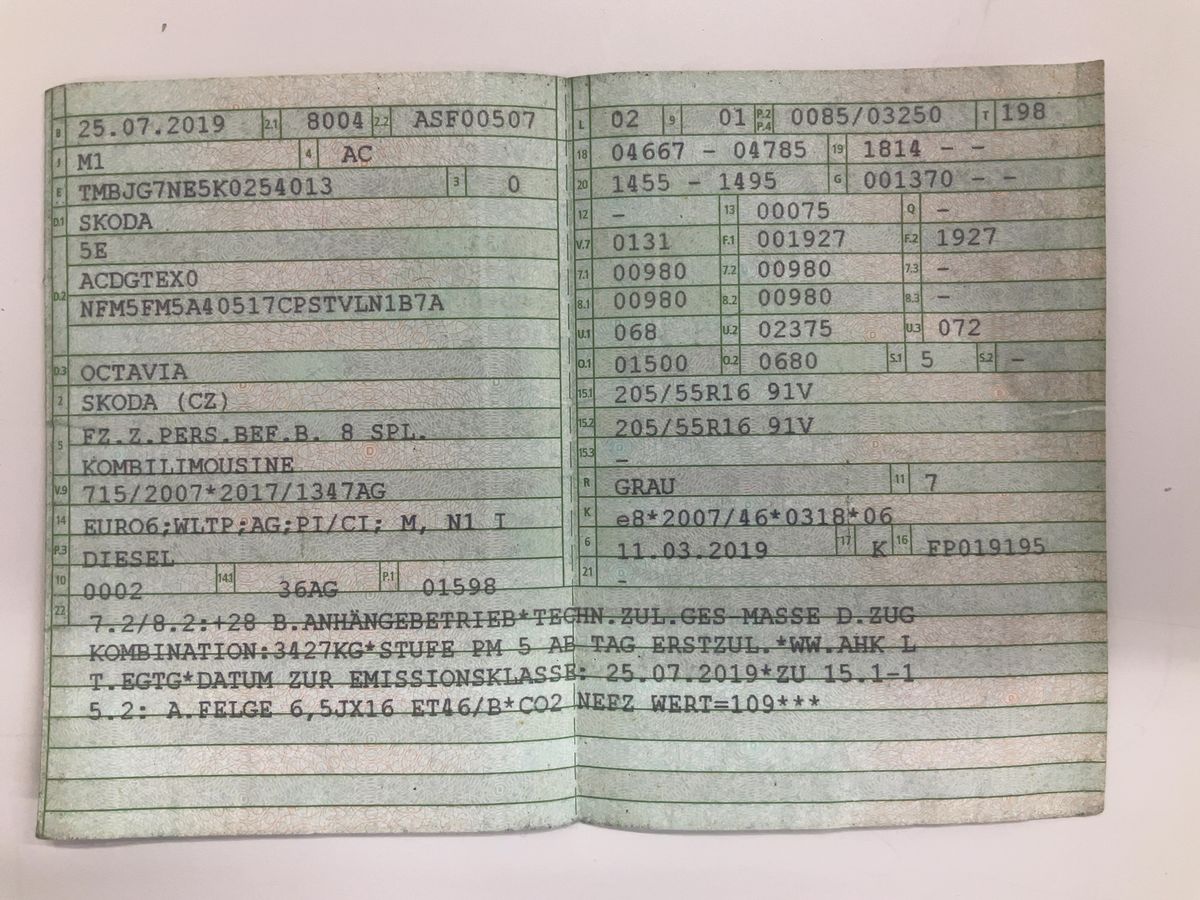 B 25.07.2019 2.1 8004 2.2 ASF00507
J M1 4 AC
E TMBJG7NE5K0254013 3 0
D.1 SKODA
5E
ACDGTEX0
D.2 NFM5FM5A40517CPSTVLN1B7A
D.3 OCTAVIA
2 SKODA (CZ)
5 FZ.Z.PERS.BEF.B. 8 SPL.
KOMBILIMOUSINE
V.9 715/2007*2017/1347AG
14 EURO6;WLTP;AG;PI/CI; M, N1 I
P.3 DIESEL
10 0002 14.1 36AG P.1 01598
L 02 9 01 P.2 P.4 0085/03250 T 198
18 04667 - 04785 19 1814 - -
20 1455 - 1495 G 001370 - -
12 - 13 00075 Q -
V.7 0131 F.1 001927 F.2 1927
7.1 00980 7.2 00980 7.3 -
8.1 00980 8.2 00980 8.3 -
U.1 068 U.2 02375 U.3 072
O.1 01500 O.2 0680 S.1 5 S.2 -
15.1 205/55R16 91V
15.2 205/55R16 91V
15.3 -
R GRAU 11 7
K e8*2007/46*0318*06
6 11.03.2019 17 K 16 FP019195
21 -
22 7.2/8.2:+28 B.ANHÄNGEBETRIEB*TECHN.ZUL.GES MASSE D.ZUG
KOMBINATION:3427KG*STUFE PM 5 AB TAG ERSTZUL.*WW.AHK L
T.EGTG*DATUM ZUR EMISSIONSKLASSE: 25.07.2019*ZU 15.1-1
5.2: A.FELGE 6,5JX16 ET46/B*CO2 NEFZ WERT=109***